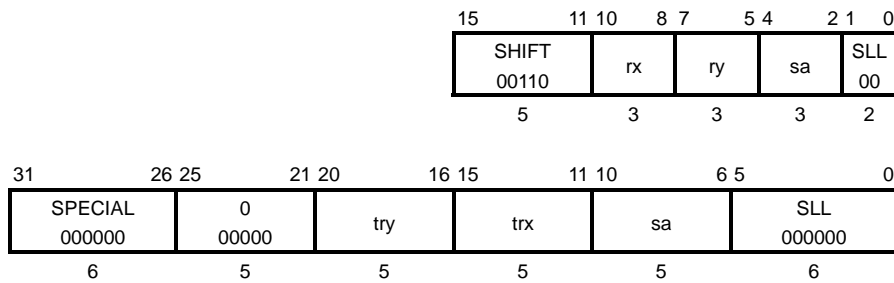 15 11 10 8 7 5 4 2 1 0
SHIFT rx ry sa SLL
00110 00
5 3 3 3 2
31 26 25 21 20 16 15 11 10 6 5 0
SPECIAL 0 try trx sa SLL
000000 00000 000000
6 5 5 5 5 6